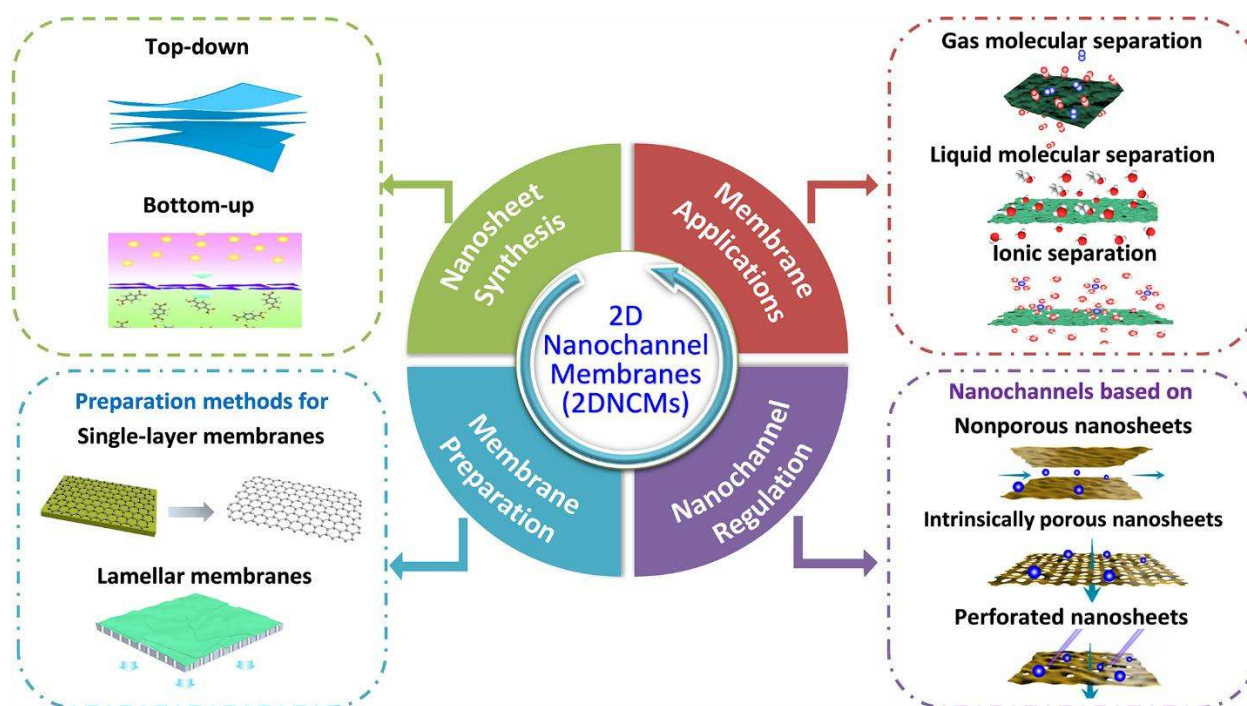 Top-down
Bottom-up
Nanosheet
Synthesis
Membrane
Applications
Gas molecular separation
Liquid molecular separation
Ionic separation
2D
Nanochannel
Membranes
(2DNCMs)
Preparation methods for
Single-layer membranes
Lamellar membranes
Membrane
Preparation
Nanochannel
Regulation
Nanochannels based on
Nonporous nanosheets
Intrinsically porous nanosheets
Perforated nanosheets